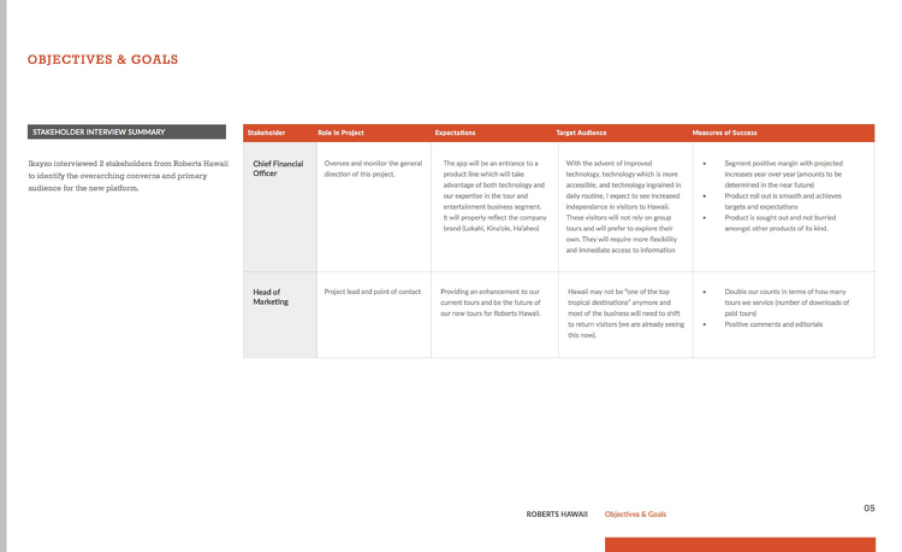 OBJECTIVES & GOALS
STAKEHOLDER INTERVIEW SUMMARY
Ikayzo interviewed 2 stakeholders from Roberts Hawaii
to identify the overarching converns and primary
audience for the new platform.
Stakeholder
Role in Project
Expectations
Target Audience
Measures of Success
Chief Financial
Officer
Oversee and monitor the general
direction of this project.
The app will be an entrance to a
product line which will take
advantage of both technology and
our expertise in the tour and
entertainment business segment.
It will properly reflect the company
brand (Lokahi, Kina'ole, Ha'aheo)
With the advent of improved
technology, technology which is more
accessible, and technology ingrained in
daily routine, I expect to see increased
independance in visitors to Hawaii.
These visitors will not rely on group
tours and will prefer to explore their
own. They will require more flexibility
and immediate access to information
• Segment positive margin with projected
increases year over year (amounts to be
determined in the near future)
• Product roll out is smooth and achieves
targets and expectations
• Product is sought out and not burried
amongst other products of its kind.
Head of
Marketing
Project lead and point of contact
Providing an enhancement to our
current tours and be the future of
our new tours for Roberts Hawaii.
Hawaii may not be "one of the top
tropical destinations" anymore and
most of the business will need to shift
to return visitors (we are already seeing
this now).
• Double our counts in terms of how many
tours we service (number of downloads of
paid tours)
• Positive comments and editorials
ROBERTS HAWAII
Objectives & Goals
05